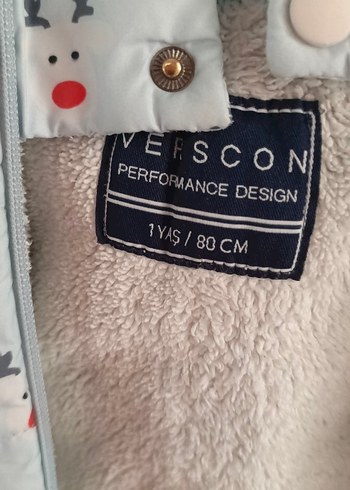 VERSCON
PERFORMANCE DESIGN
1 YAŞ / 80 CM